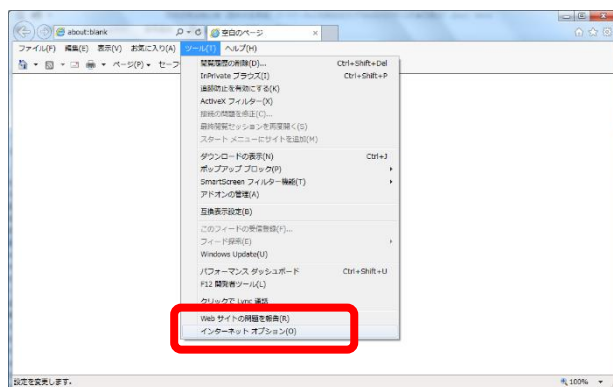 about:blank
空白のページ
ファイル(F) 編集(E) 表示(V) お気に入り(A) ツール(T) ヘルプ(H)
ページ(P) セーフ
閲覧履歴の削除(D)... Ctrl+Shift+Del
InPrivate ブラウズ(I) Ctrl+Shift+P
追跡防止を有効にする(K)
ActiveX フィルター(X)
接続の問題を修正(C)...
最終閲覧セッションを再度開く(S)
スタート メニューにサイトを追加(M)
ダウンロードの表示(N) Ctrl+J
ポップアップ ブロック(P)
SmartScreen フィルター機能(T)
アドオンの管理(A)
互換表示設定(B)
このフィードの受信登録(F)...
フィード探索(E)
Windows Update(U)
パフォーマンス ダッシュボード Ctrl+Shift+U
F12 開発者ツール(L)
クリックで Lync 通話
Web サイトの問題を報告(R)
インターネット オプション(O)
設定を変更します。 100%